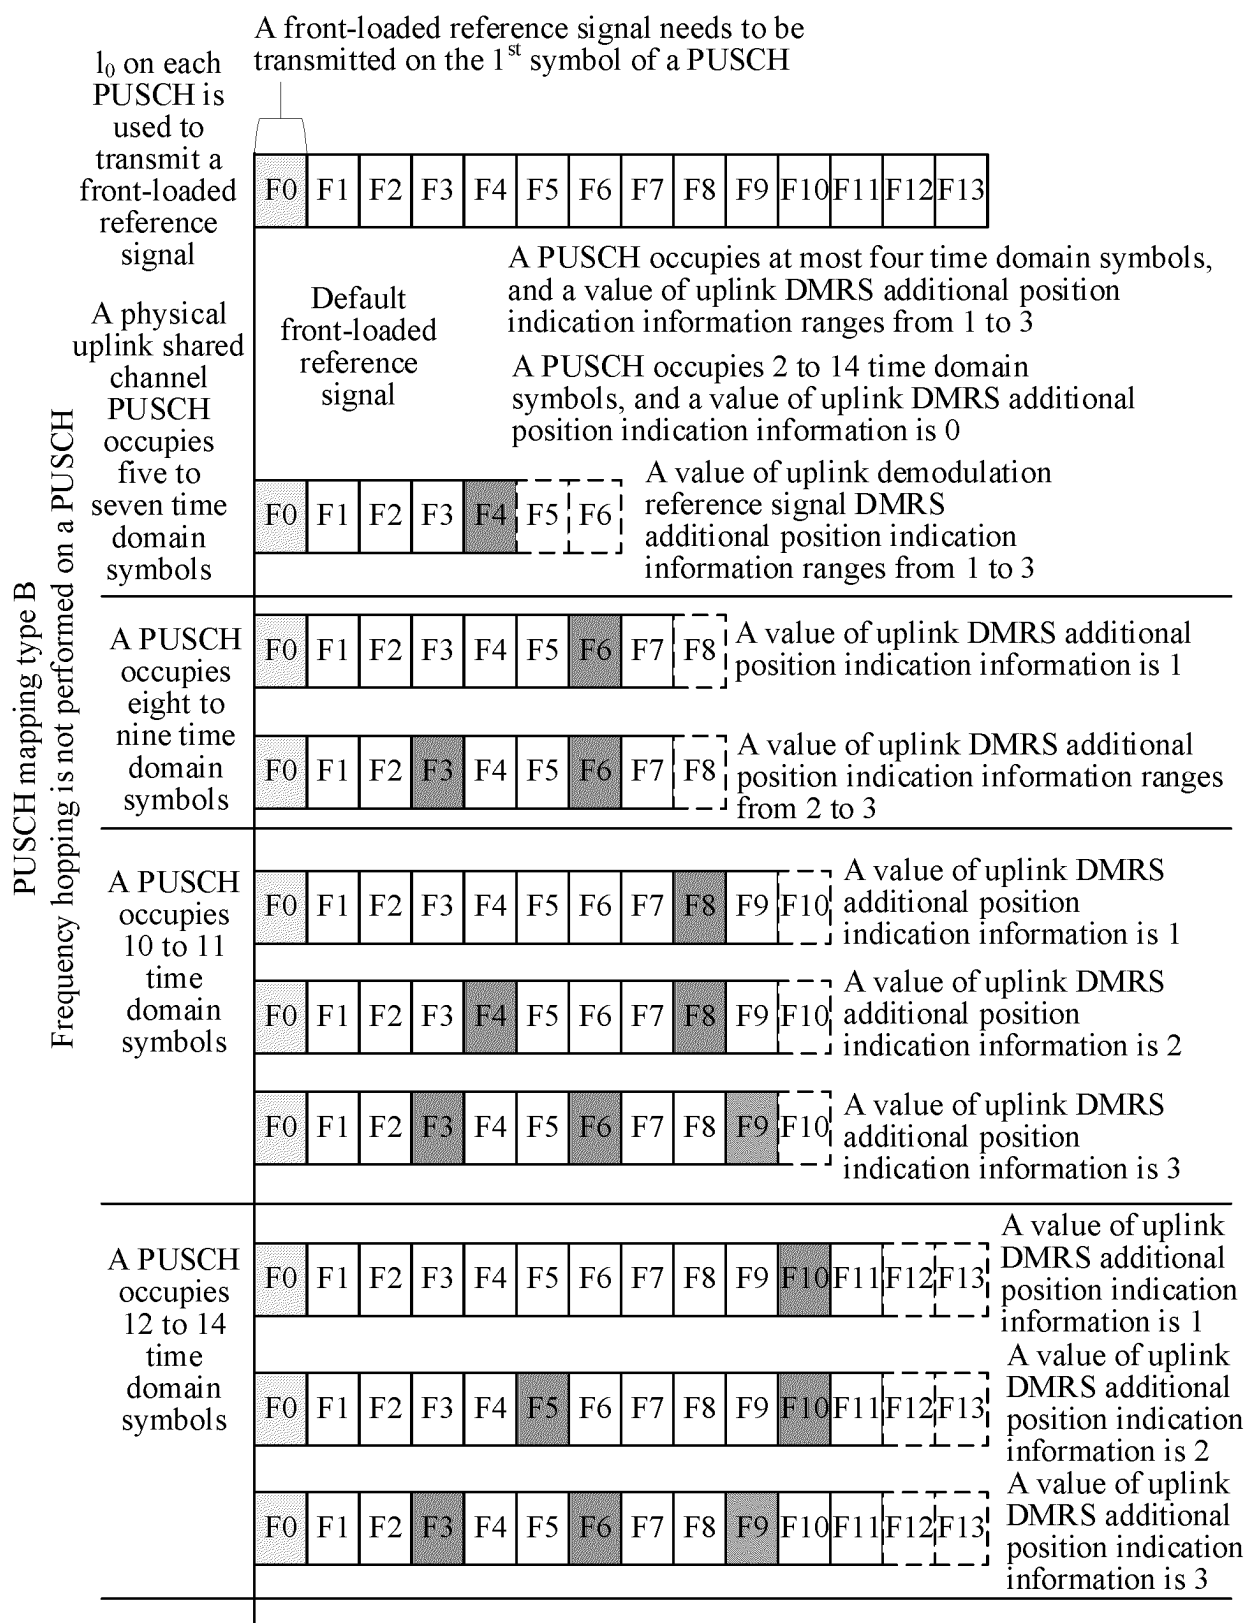 A front-loaded reference signal needs to be
transmitted on the 1st symbol of a PUSCH
l0 on each
PUSCH is
used to
transmit a
front-loaded
reference
signal
F0 F1 F2 F3 F4 F5 F6 F7 F8 F9 F10 F11 F12 F13
Default
front-loaded
reference
signal
A PUSCH occupies at most four time domain symbols,
and a value of uplink DMRS additional position
indication information ranges from 1 to 3
A PUSCH occupies 2 to 14 time domain
symbols, and a value of uplink DMRS additional
position indication information is 0
PUSCH mapping type B
Frequency hopping is not performed on a PUSCH
A physical
uplink shared
channel
PUSCH
occupies
five to
seven time
domain
symbols
F0 F1 F2 F3 F4 F5 F6
A value of uplink demodulation
reference signal DMRS
additional position indication
information ranges from 1 to 3
A PUSCH
occupies
eight to
nine time
domain
symbols
F0 F1 F2 F3 F4 F5 F6 F7 F8
A value of uplink DMRS additional
position indication information is 1
F0 F1 F2 F3 F4 F5 F6 F7 F8
A value of uplink DMRS additional
position indication information ranges
from 2 to 3
A PUSCH
occupies
10 to 11
time
domain
symbols
F0 F1 F2 F3 F4 F5 F6 F7 F8 F9 F10
A value of uplink DMRS
additional position
indication information is 1
F0 F1 F2 F3 F4 F5 F6 F7 F8 F9 F10
A value of uplink DMRS
additional position
indication information is 2
F0 F1 F2 F3 F4 F5 F6 F7 F8 F9 F10
A value of uplink DMRS
additional position
indication information is 3
A PUSCH
occupies
12 to 14
time
domain
symbols
F0 F1 F2 F3 F4 F5 F6 F7 F8 F9 F10 F11 F12 F13
A value of uplink
DMRS additional
position indication
information is 1
F0 F1 F2 F3 F4 F5 F6 F7 F8 F9 F10 F11 F12 F13
A value of uplink
DMRS additional
position indication
information is 2
F0 F1 F2 F3 F4 F5 F6 F7 F8 F9 F10 F11 F12 F13
A value of uplink
DMRS additional
position indication
information is 3